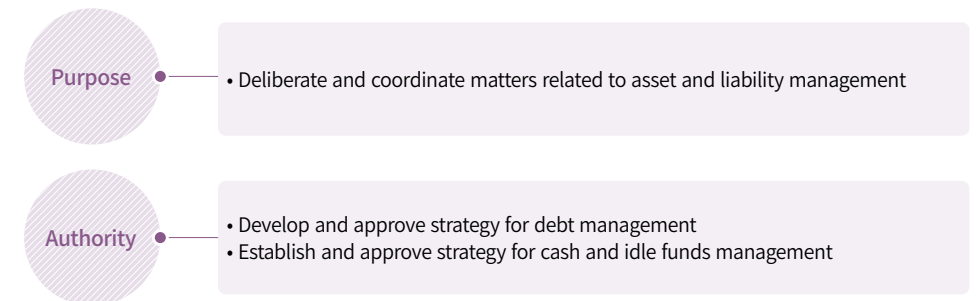 Purpose
• Deliberate and coordinate matters related to asset and liability management
Authority
• Develop and approve strategy for debt management
• Establish and approve strategy for cash and idle funds management